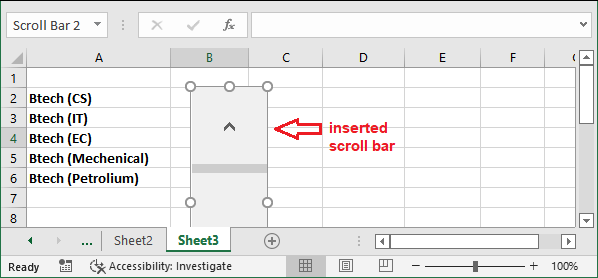 Scroll Bar 2
fx
A B C D E F
1
2 Btech (CS)
3 Btech (IT)
4 Btech (EC)
5 Btech (Mechenical)
6 Btech (Petrolium)
7
8
inserted
scroll bar
... Sheet2 Sheet3
Ready Accessibility: Investigate 100%